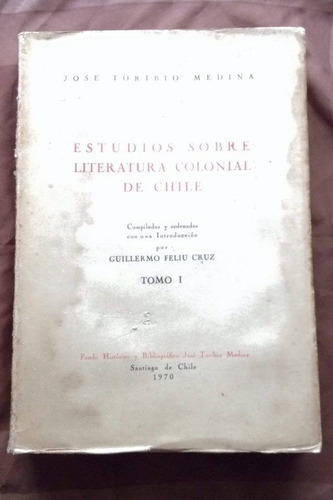 JOSE TORIBIO MEDINA
ESTUDIOS SOBRE
LITERATURA COLONIAL
DE CHILE
Compilados y ordenados
con una Introducción
por
GUILLERMO FELIU CRUZ
TOMO I
Fondo Histórico y Bibliográfico José Toribio Medina
Santiago de Chile
1970